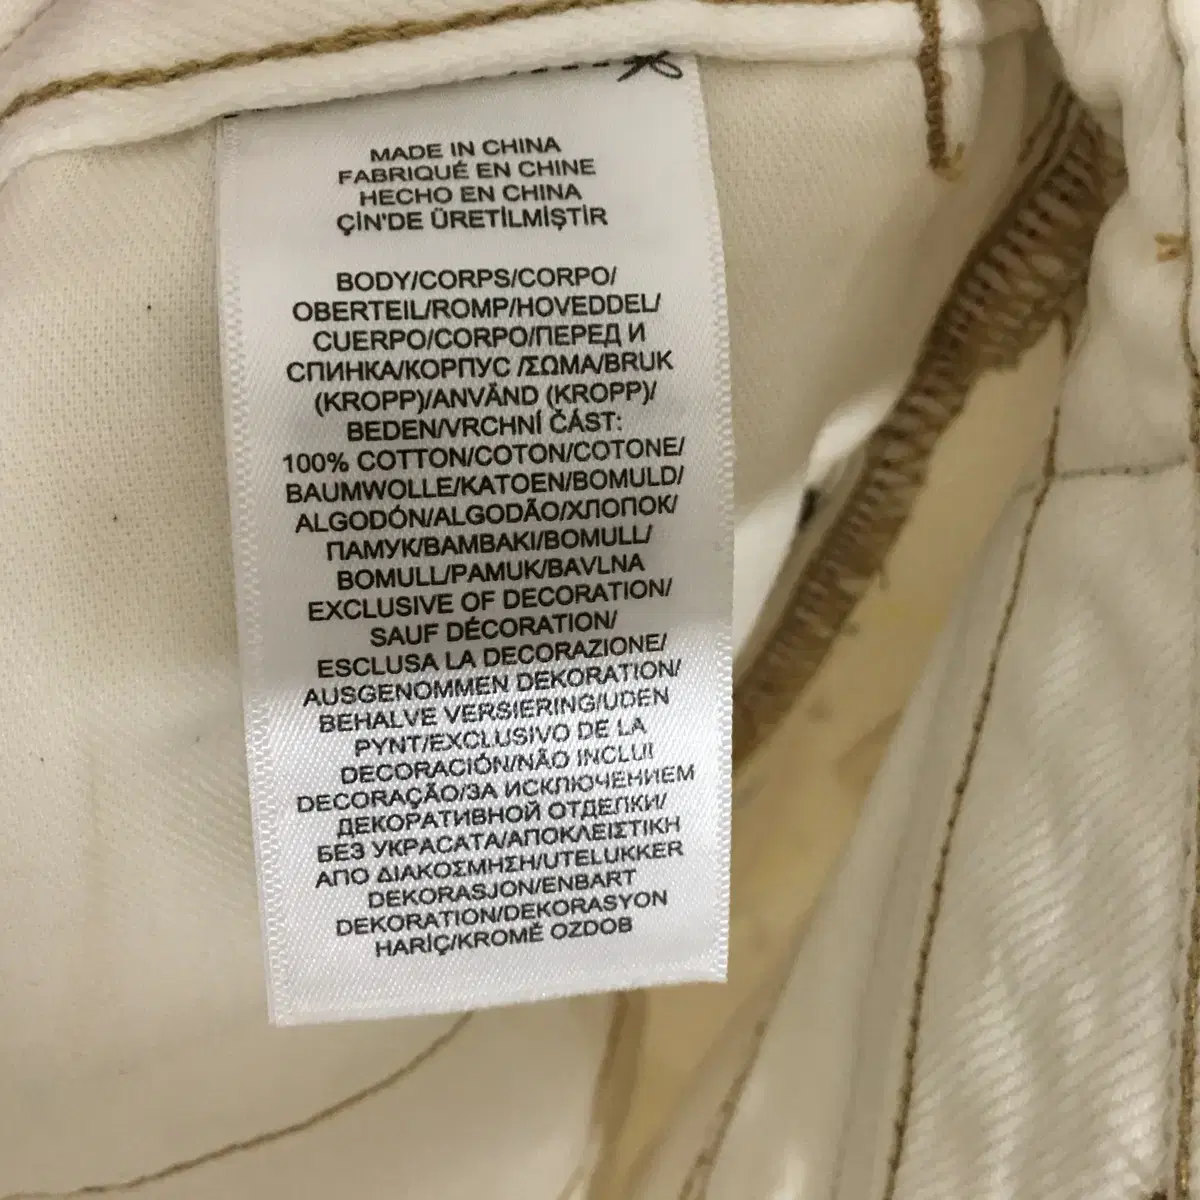 MADE IN CHINA
FABRIQUÉ EN CHINE
HECHO EN CHINA
ÇİN'DE ÜRETİLMİŞTİR
BODY/CORPS/CORPO/
OBERTEIL/ROMP/HOVEDDEL/
CUERPO/CORPO/ПЕРЕД И
СПИНКА/КОРПУС /ΣΩΜΑ/BRUK
(KROPP)/ANVÄND (KROPP)/
BEDEN/VRCHNÍ ČÁST:
100% COTTON/COTON/COTONE/
BAUMWOLLE/KATOEN/BOMULD/
ALGODÓN/ALGODÃO/ХЛОПОК/
ПАМУК/ΒΑΜΒΑΚΙ/BOMULL/
BOMULL/PAMUK/BAVLNA
EXCLUSIVE OF DECORATION/
SAUF DÉCORATION/
ESCLUSA LA DECORAZIONE/
AUSGENOMMEN DEKORATION/
BEHALVE VERSIERING/UDEN
PYNT/EXCLUSIVO DE LA
DECORACIÓN/NÃO INCLUI
DECORAÇÃO/ЗА ИСКЛЮЧЕНИЕМ
ДЕКОРАТИВНОЙ ОТДЕЛКИ/
БЕЗ УКРАСАТА/ΑΠΟΚΛΕΙΣΤΙΚΗ
ΑΠΟ ΔΙΑΚΟΣΜΗΣΗ/UTELUKKER
DEKORASJON/ENBART
DEKORATION/DEKORASYON
HARİÇ/KROMĚ OZDOB